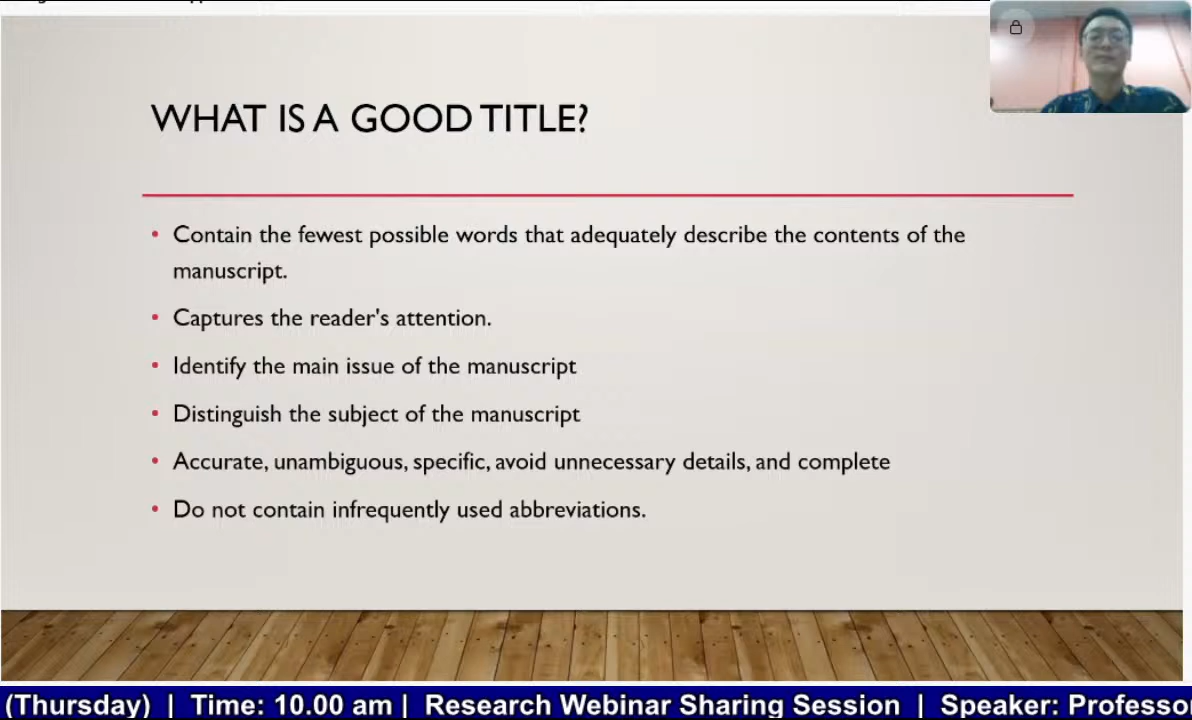 WHAT IS A GOOD TITLE?
• Contain the fewest possible words that adequately describe the contents of the
manuscript.
• Captures the reader's attention.
• Identify the main issue of the manuscript
• Distinguish the subject of the manuscript
• Accurate, unambiguous, specific, avoid unnecessary details, and complete
• Do not contain infrequently used abbreviations.
(Thursday) | Time: 10.00 am | Research Webinar Sharing Session | Speaker: Professo